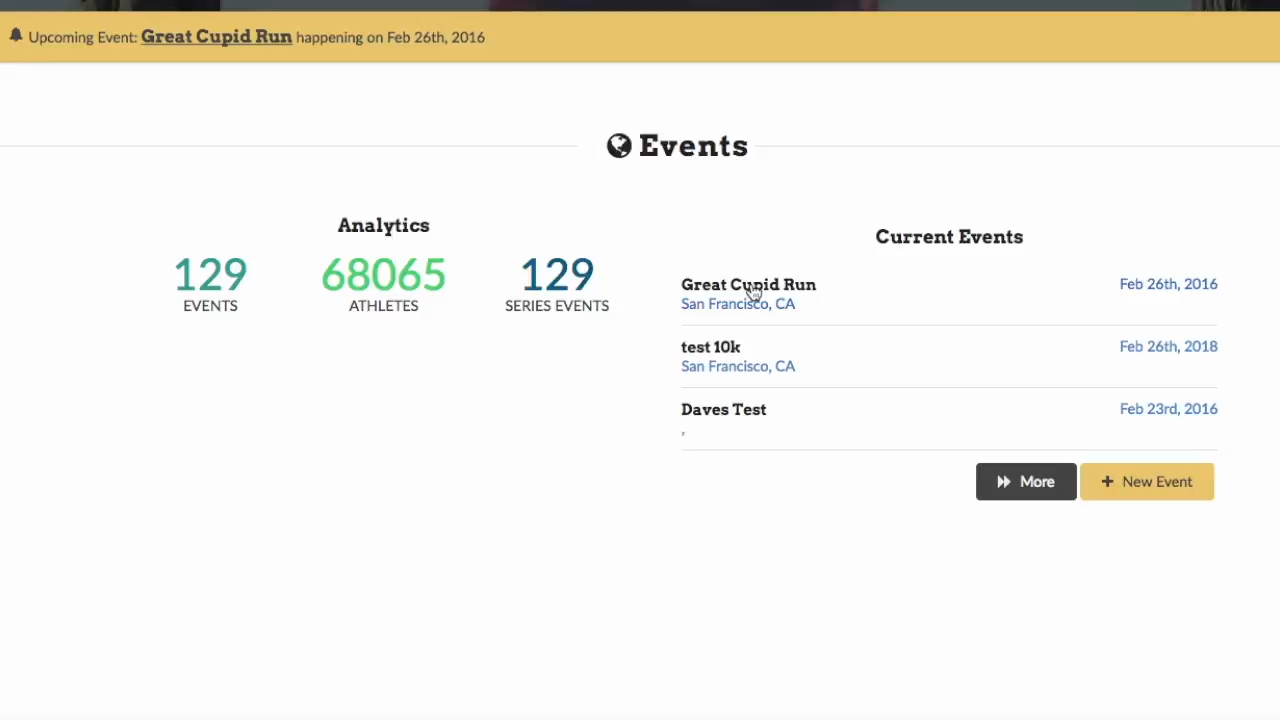 Upcoming Event: Great Cupid Run happening on Feb 26th, 2016
Events
Analytics
129
EVENTS
68065
ATHLETES
129
SERIES EVENTS
Current Events
Great Cupid Run
Feb 26th, 2016
San Francisco, CA
test 10k
Feb 26th, 2018
San Francisco, CA
Daves Test
Feb 23rd, 2016
,
More
New Event